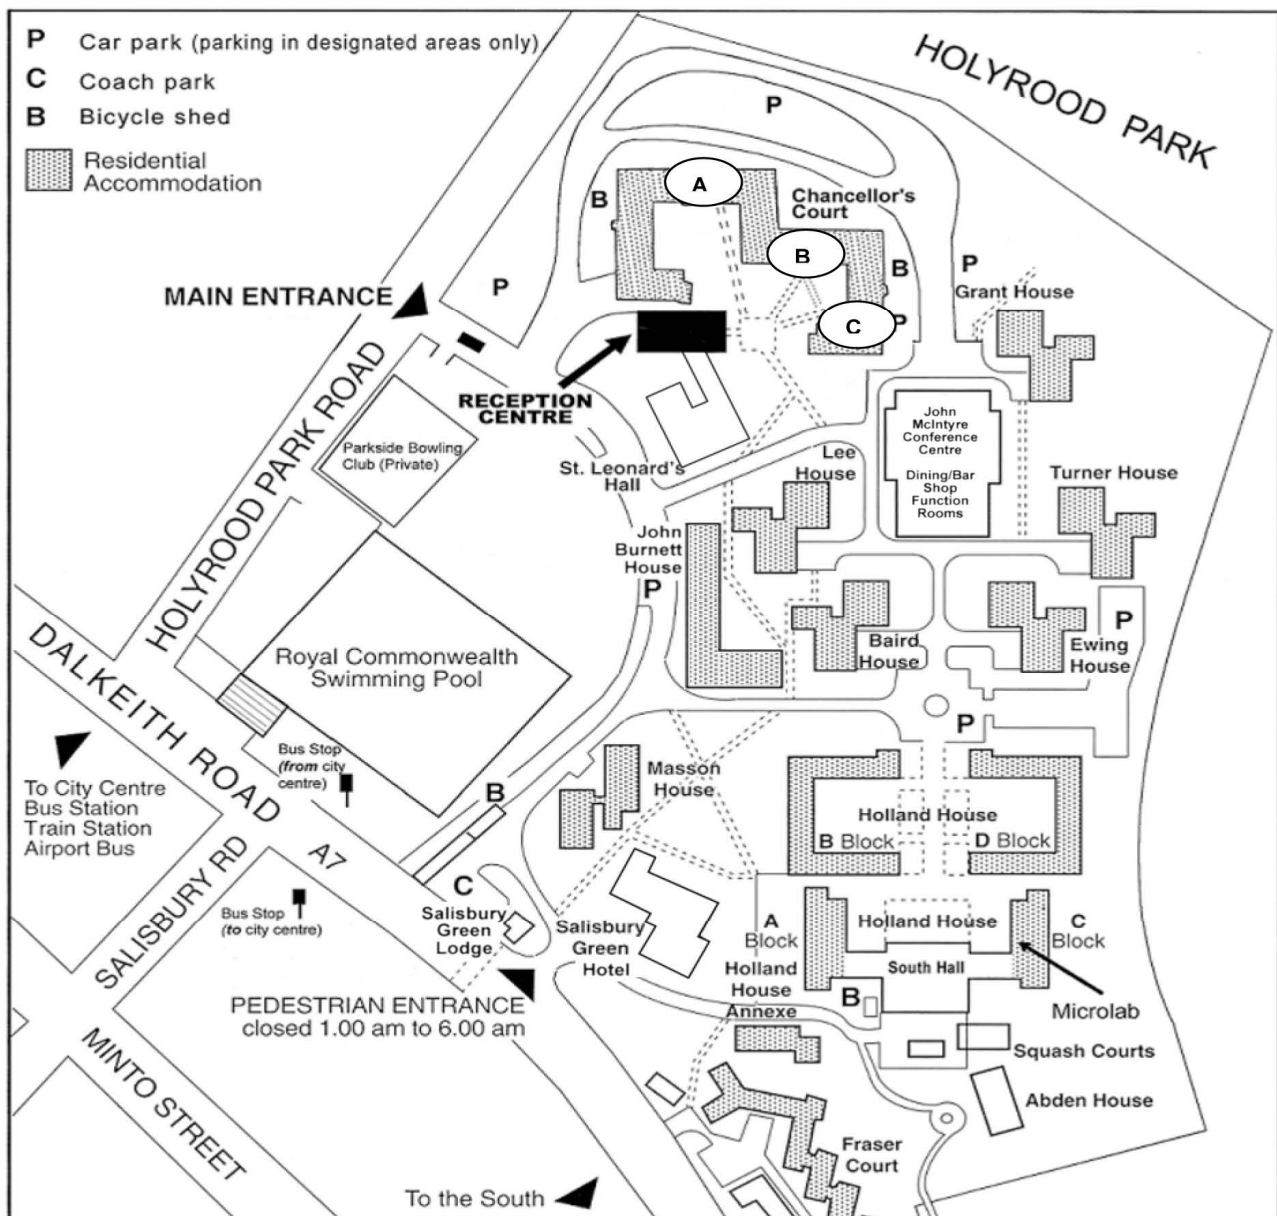 P Car park (parking in designated areas only)
C Coach park
B Bicycle shed
Residential
Accommodation
HOLYROOD PARK
P
A
B
Chancellor's
Court
B
B
P
P
MAIN ENTRANCE
C
P
Grant House
RECEPTION
CENTRE
HOLYROOD PARK ROAD
Parkside Bowling
Club (Private)
St. Leonard's
Hall
Lee
House
John
McIntyre
Conference
Centre
Dining/Bar
Shop
Function
Rooms
Turner House
John
Burnett
House
P
Baird
House
Ewing
House
P
Royal Commonwealth
Swimming Pool
DALKEITH ROAD
P
Bus Stop
(from city
centre)
Masson
House
To City Centre
Bus Station
Train Station
Airport Bus
B
Holland House
B Block
D Block
A7
SALISBURY RD
C
Bus Stop
(to city centre)
Salisbury
Green
Lodge
Salisbury
Green
Hotel
A
Block
Holland House
C
Block
South Hall
Holland
House
Annexe
B
Microlab
PEDESTRIAN ENTRANCE
closed 1.00 am to 6.00 am
Squash Courts
MINTO STREET
Abden House
Fraser
Court
To the South